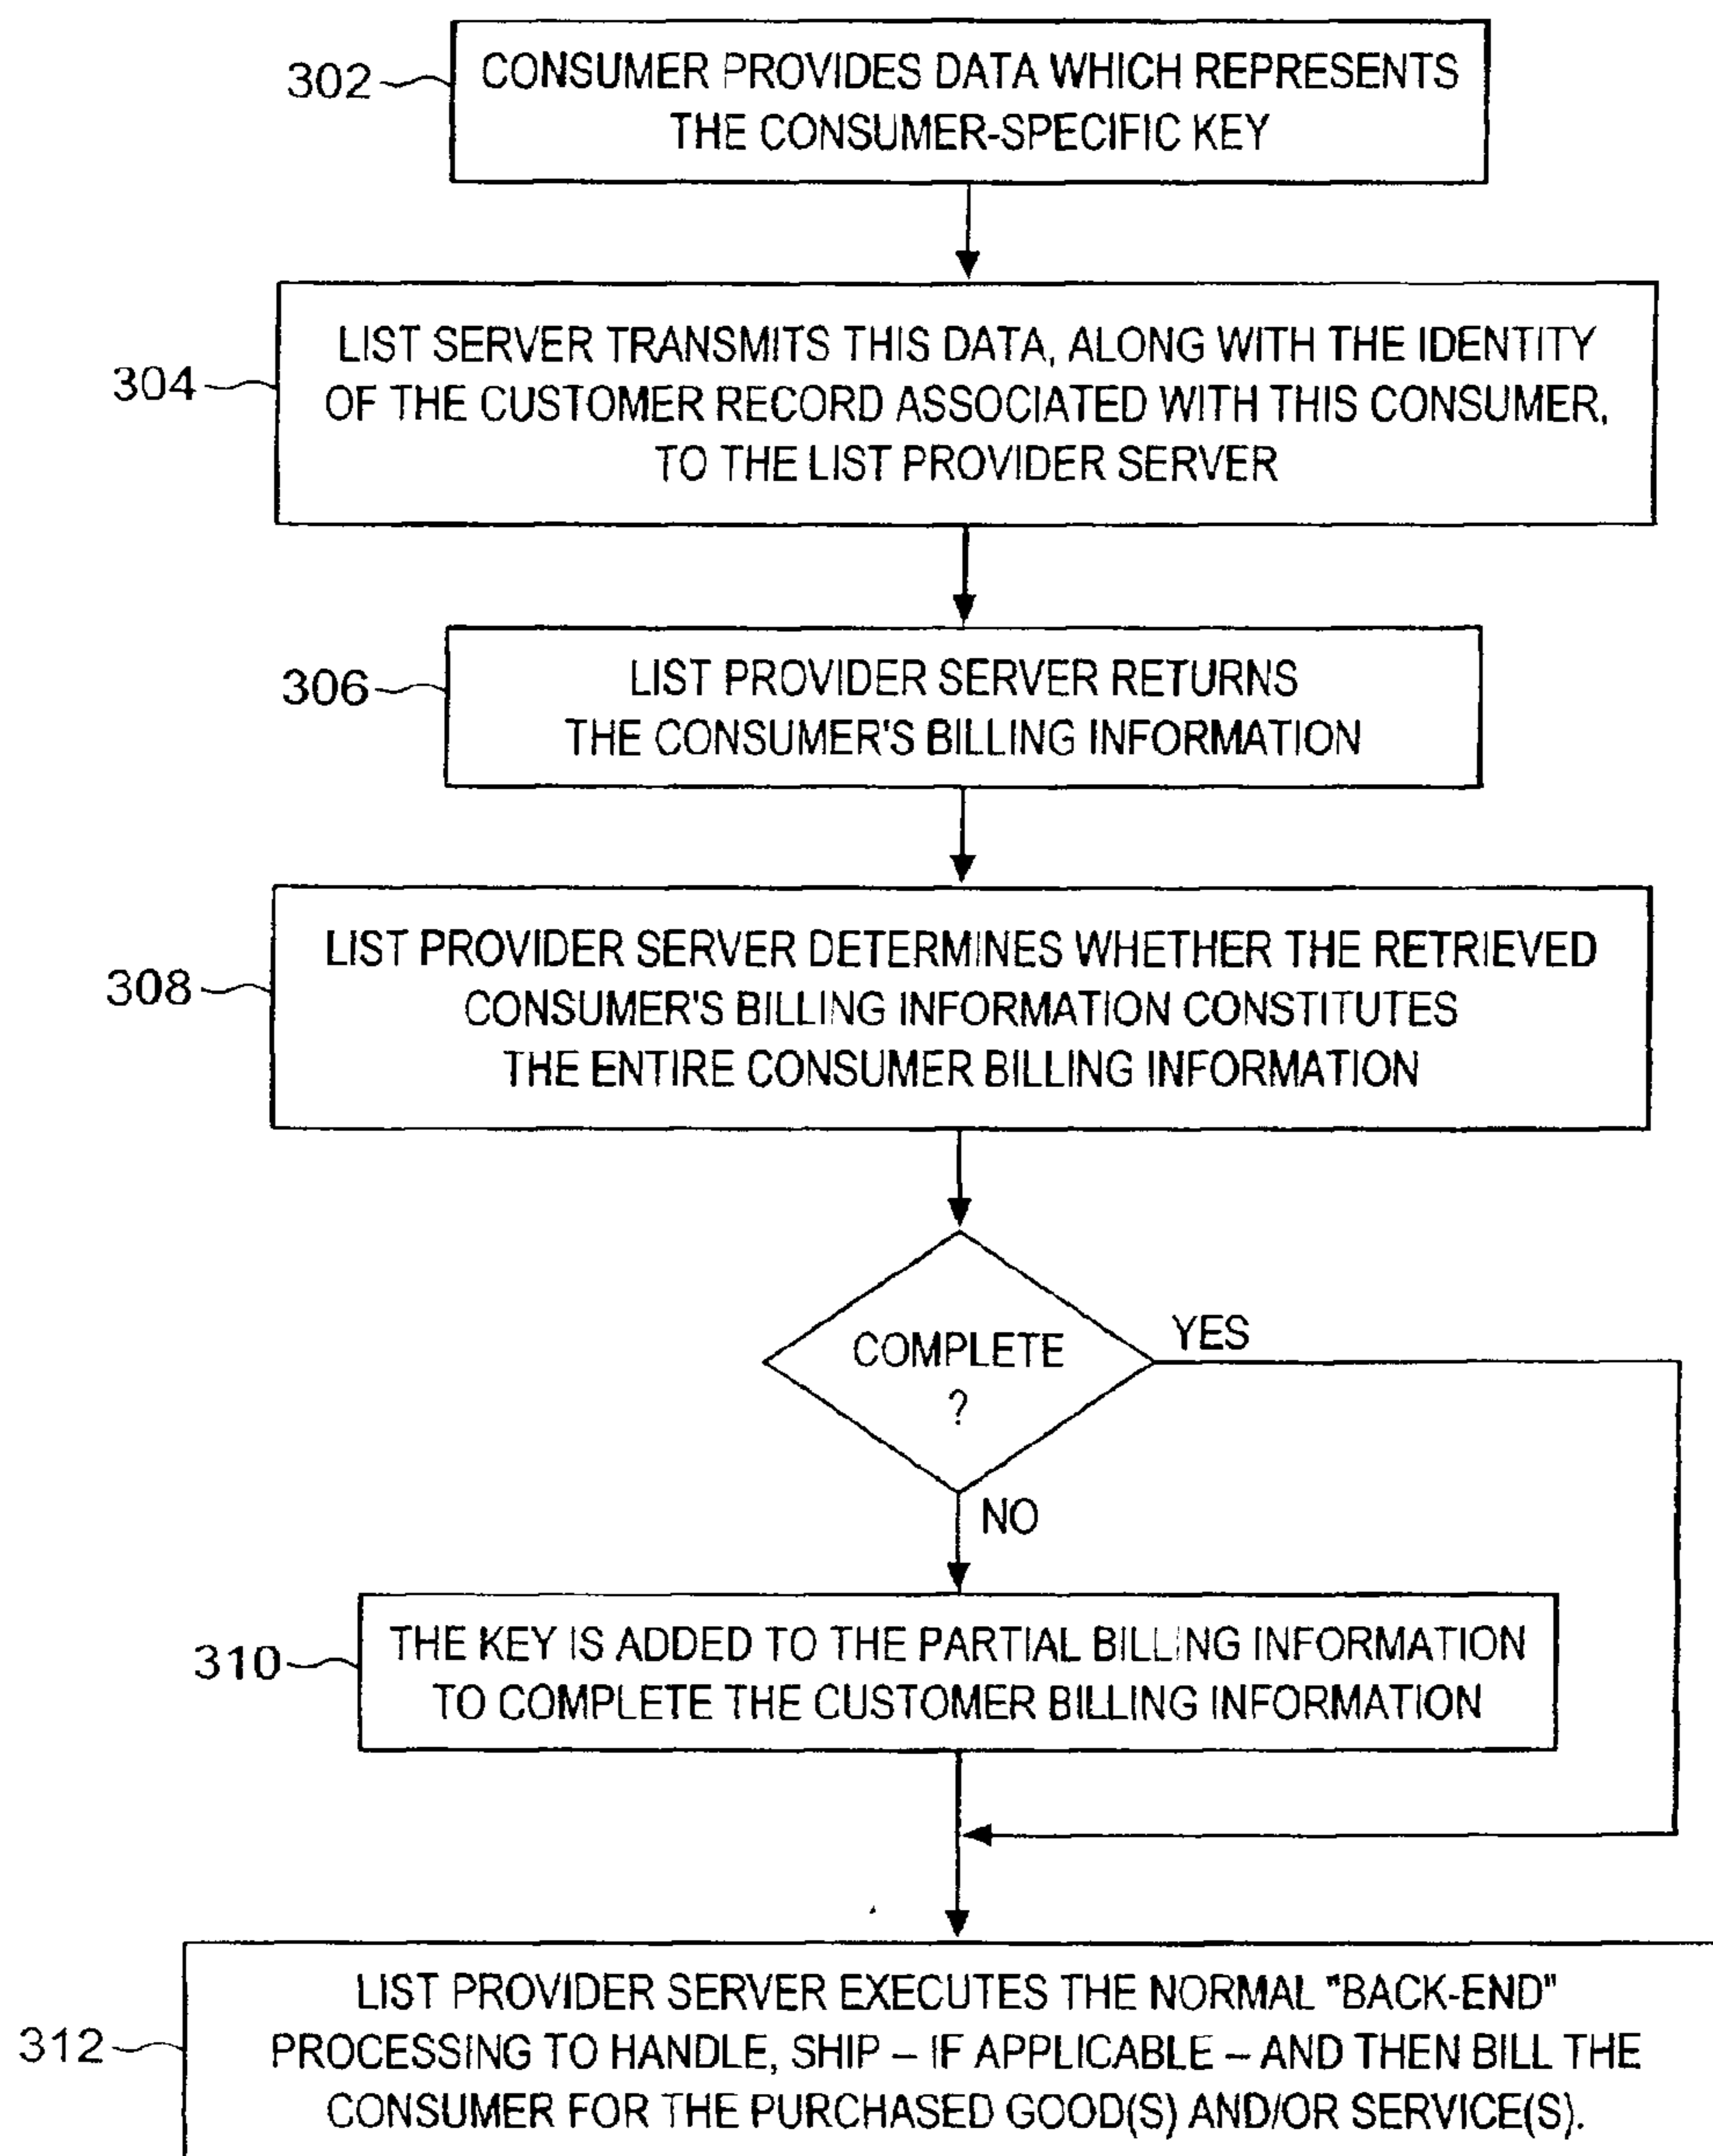 302
CONSUMER PROVIDES DATA WHICH REPRESENTS
THE CONSUMER-SPECIFIC KEY
304
LIST SERVER TRANSMITS THIS DATA, ALONG WITH THE IDENTITY
OF THE CUSTOMER RECORD ASSOCIATED WITH THIS CONSUMER,
TO THE LIST PROVIDER SERVER
306
LIST PROVIDER SERVER RETURNS
THE CONSUMER'S BILLING INFORMATION
308
LIST PROVIDER SERVER DETERMINES WHETHER THE RETRIEVED
CONSUMER'S BILLING INFORMATION CONSTITUTES
THE ENTIRE CONSUMER BILLING INFORMATION
COMPLETE
?
YES
NO
310
THE KEY IS ADDED TO THE PARTIAL BILLING INFORMATION
TO COMPLETE THE CUSTOMER BILLING INFORMATION
312
LIST PROVIDER SERVER EXECUTES THE NORMAL "BACK-END"
PROCESSING TO HANDLE, SHIP – IF APPLICABLE – AND THEN BILL THE
CONSUMER FOR THE PURCHASED GOOD(S) AND/OR SERVICE(S).